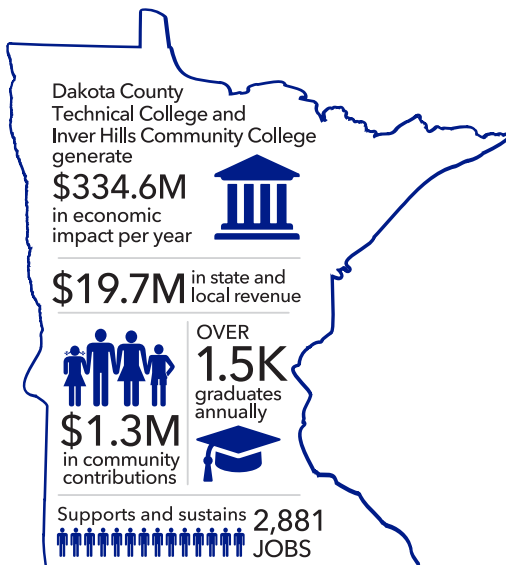 Dakota County
Technical College and
Inver Hills Community College
generate
$334.6M
in economic
impact per year
$19.7M in state and
local revenue
$1.3M
in community
contributions
OVER
1.5K
graduates
annually
Supports and sustains 2,881
JOBS